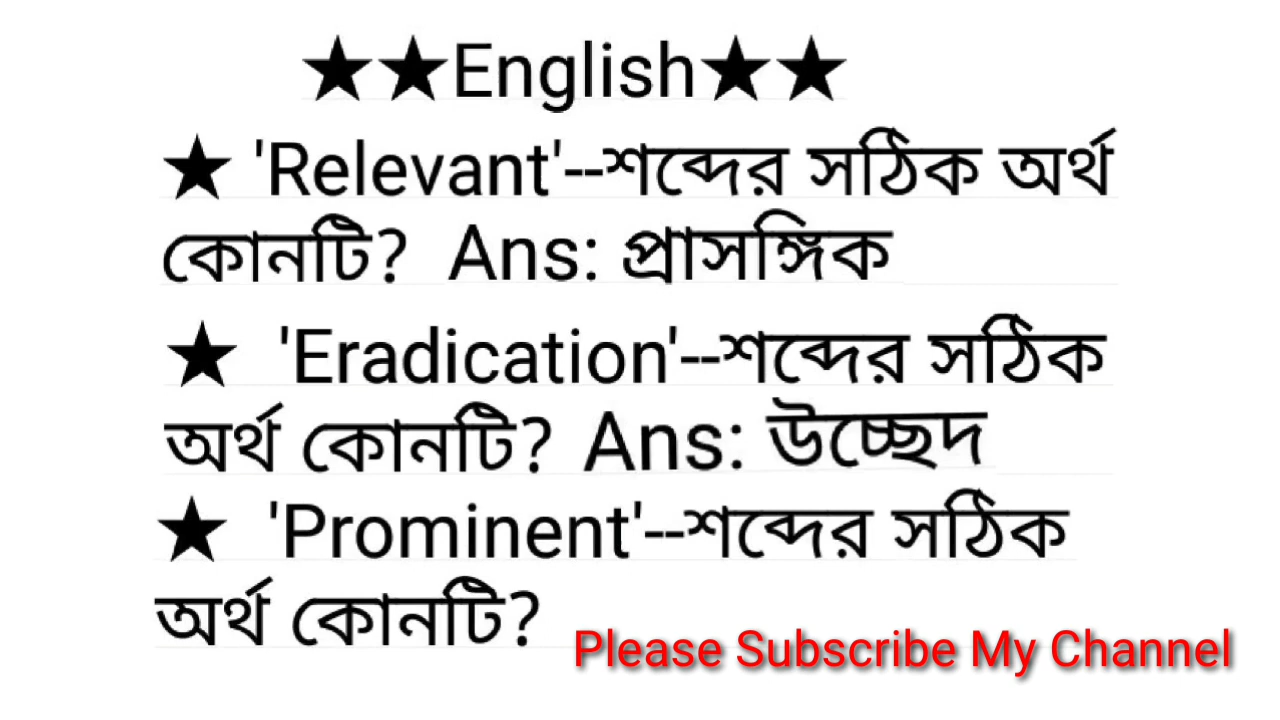 ★★English★★
★ 'Relevant'--শব্দের সঠিক অর্থ
কোনটি? Ans: প্রাসঙ্গিক
★ 'Eradication'--শব্দের সঠিক
অর্থ কোনটি? Ans: উচ্ছেদ
★ 'Prominent'--শব্দের সঠিক
অর্থ কোনটি?
Please Subscribe My Channel